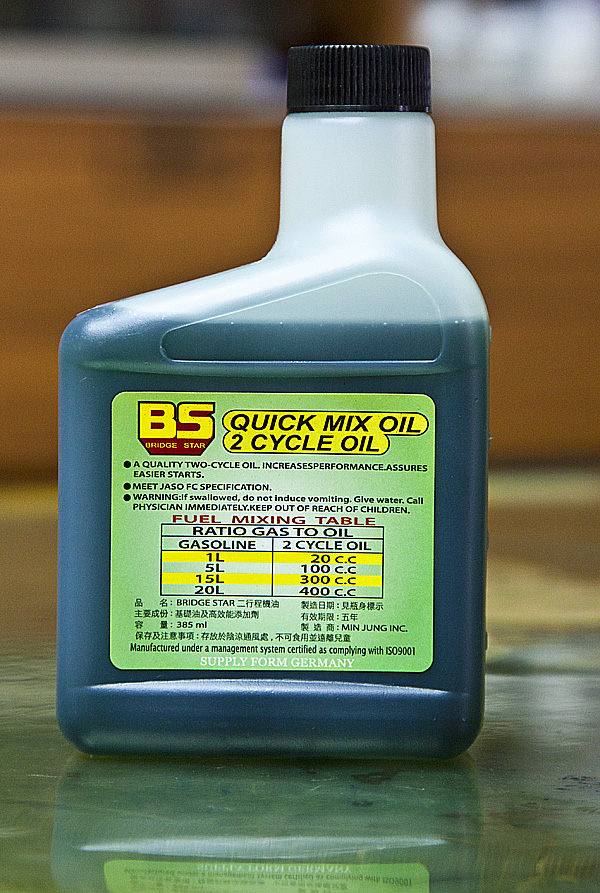 BS
BRIDGE STAR
QUICK MIX OIL
2 CYCLE OIL
● A QUALITY TWO-CYCLE OIL. INCREASESPERFORMANCE.ASSURES
EASIER STARTS.
● MEET JASO FC SPECIFICATION.
● WARNING:If swallowed, do not induce vomiting. Give water. Call
PHYSICIAN IMMEDIATELY.KEEP OUT OF REACH OF CHILDREN.
FUEL MIXING TABLE
RATIO GAS TO OIL
GASOLINE 2 CYCLE OIL
1L 20 C.C
5L 100 C.C
15L 300 C.C
20L 400 C.C
品 名：BRIDGE STAR 二行程機油 製造日期：見瓶身標示
主要成份：基礎油及高效能添加劑 有效期限：五年
容 量：385 ml 製 造 商：MIN JUNG INC.
保存及注意事項：存放於陰涼通風處，不可食用並遠離兒童
Manufactured under a management system certified as complying with ISO9001
SUPPLY FORM GERMANY